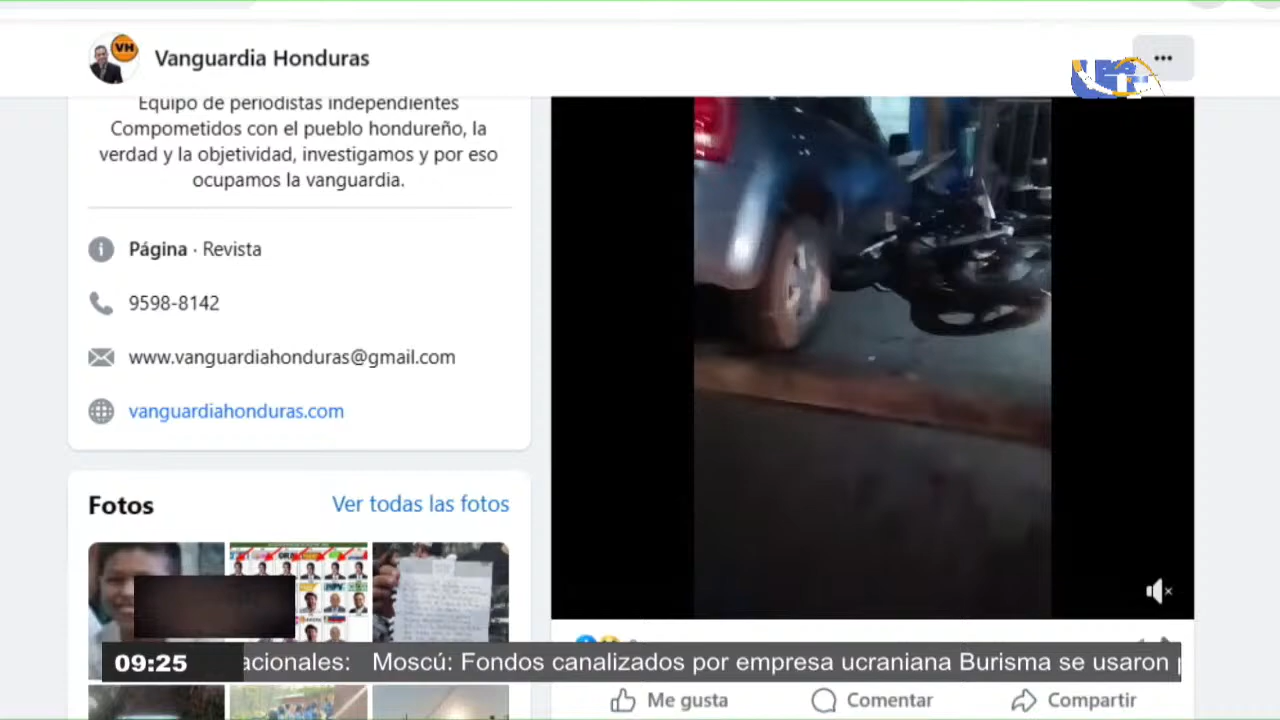 VH
Vanguardia Honduras
Equipo de periodistas independientes
Compometidos con el pueblo hondureño, la
verdad y la objetividad, investigamos y por eso
ocupamos la vanguardia.
Página · Revista
9598-8142
www.vanguardiahonduras@gmail.com
vanguardiahonduras.com
Fotos
Ver todas las fotos
09:25
acionales: Moscú: Fondos canalizados por empresa ucraniana Burisma se usaron
Me gusta
Comentar
Compartir